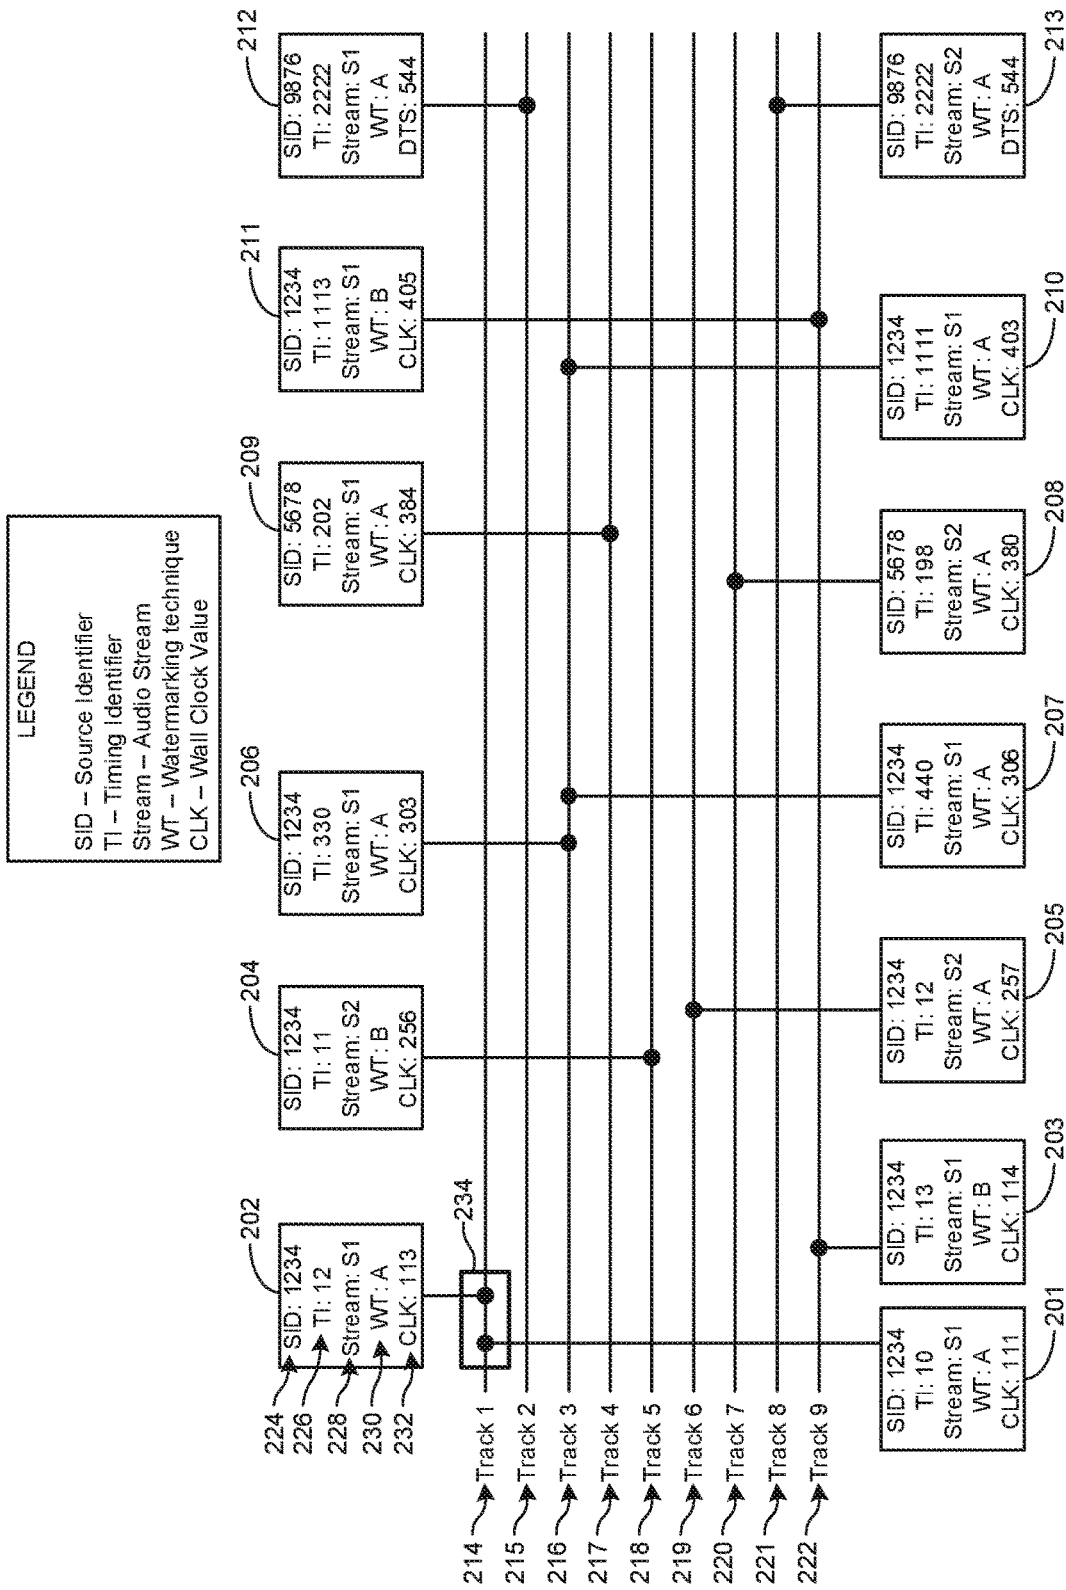 LEGEND
SID – Source Identifier
TI – Timing Identifier
Stream – Audio Stream
WT – Watermarking technique
CLK – Wall Clock Value
202
224
SID: 1234
226
TI: 12
228
Stream: S1
230
WT: A
232
CLK: 113
204
SID: 1234
TI: 11
Stream: S2
WT: B
CLK: 256
206
SID: 1234
TI: 330
Stream: S1
WT: A
CLK: 303
209
SID: 5678
TI: 202
Stream: S1
WT: A
CLK: 384
211
SID: 1234
TI: 1113
Stream: S1
WT: B
CLK: 405
212
SID: 9876
TI: 2222
Stream: S1
WT: A
DTS: 544
234
214
Track 1
215
Track 2
216
Track 3
217
Track 4
218
Track 5
219
Track 6
220
Track 7
221
Track 8
222
Track 9
SID: 1234
TI: 10
Stream: S1
WT: A
CLK: 111
201
SID: 1234
TI: 13
Stream: S1
WT: B
CLK: 114
203
SID: 1234
TI: 12
Stream: S2
WT: A
CLK: 257
205
SID: 1234
TI: 440
Stream: S1
WT: A
CLK: 306
207
SID: 5678
TI: 198
Stream: S2
WT: A
CLK: 380
208
SID: 1234
TI: 1111
Stream: S1
WT: A
CLK: 403
210
SID: 9876
TI: 2222
Stream: S2
WT: A
DTS: 544
213